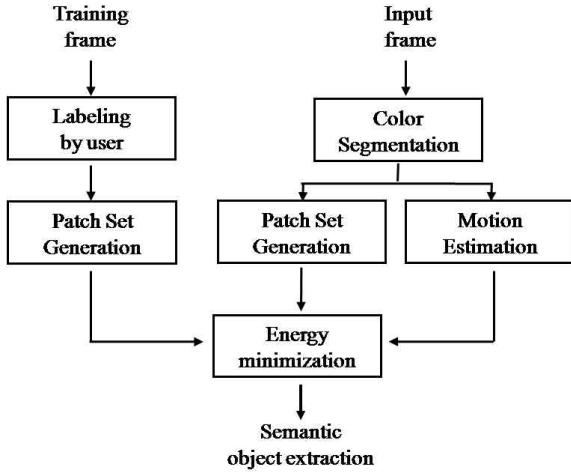 Training
frame
Input
frame
Labeling
by user
Color
Segmentation
Patch Set
Generation
Patch Set
Generation
Motion
Estimation
Energy
minimization
Semantic
object extraction